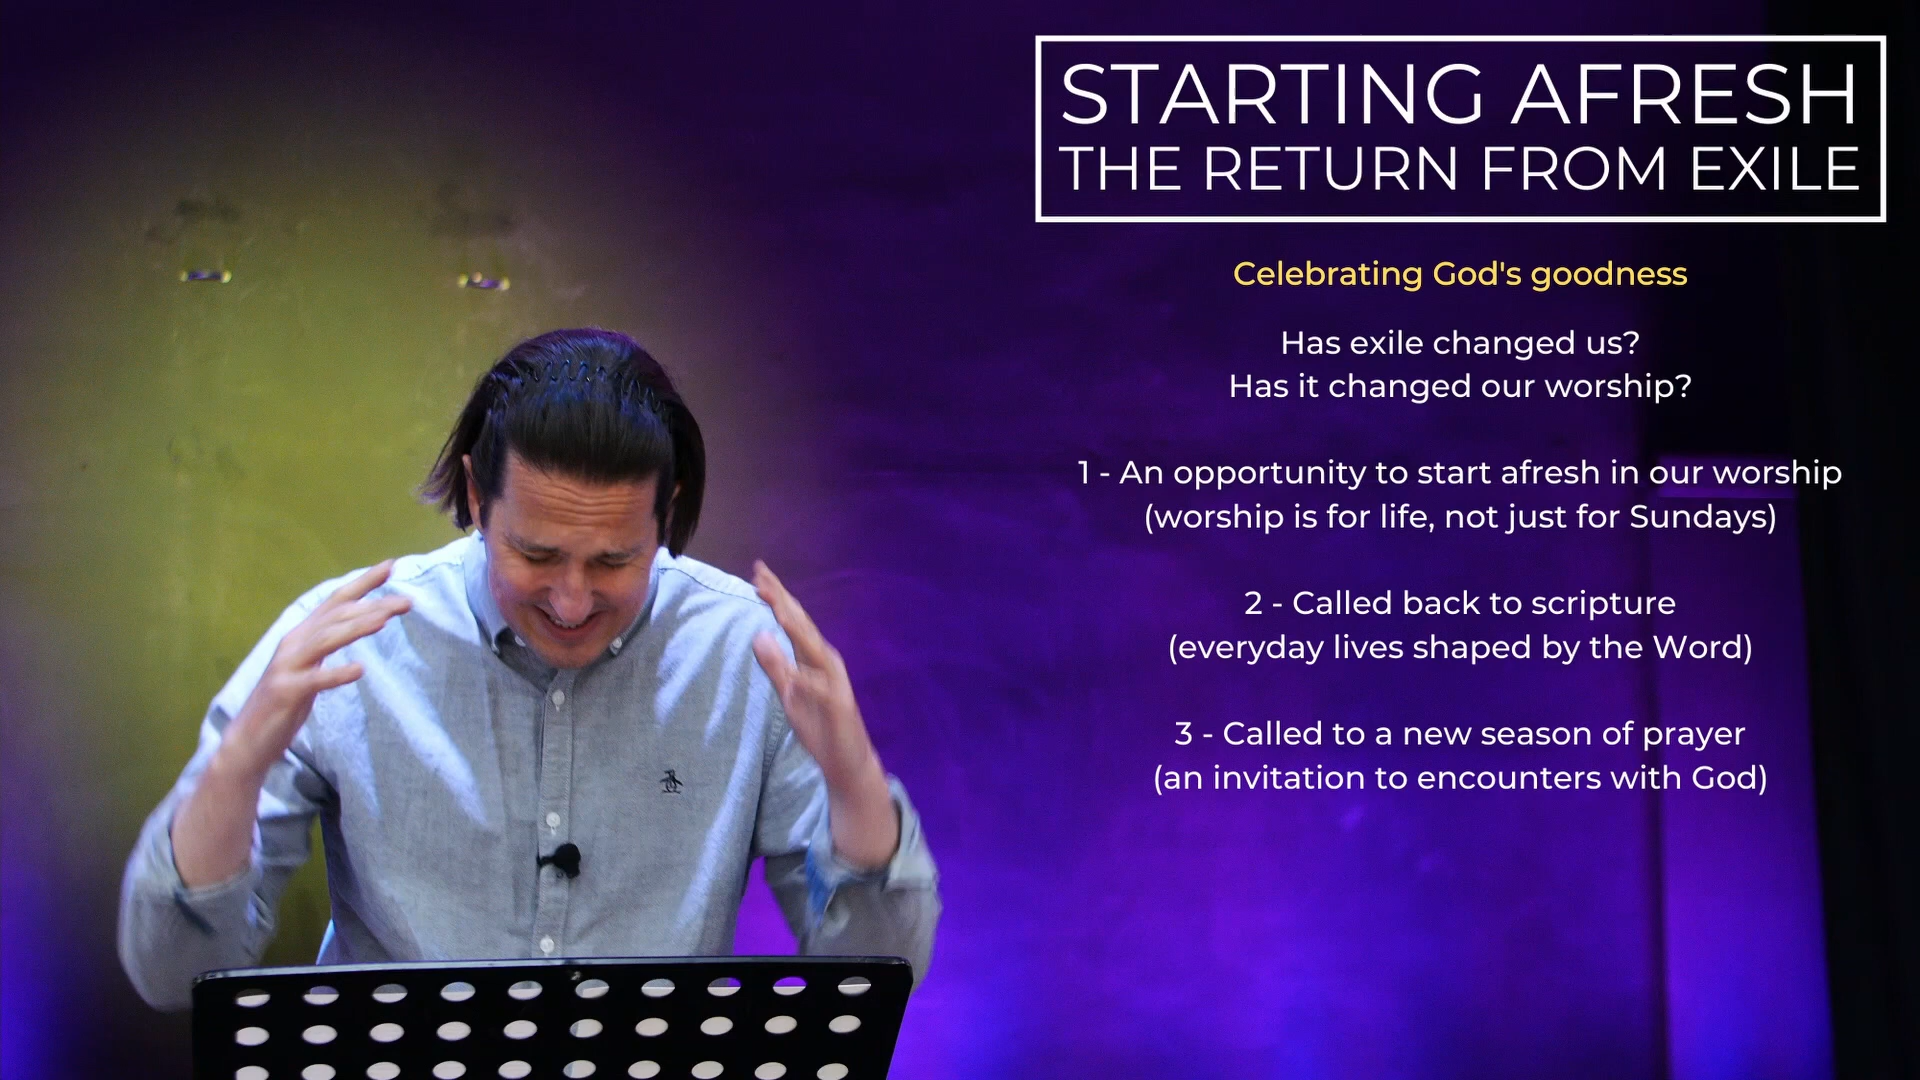 STARTING AFRESH
THE RETURN FROM EXILE
Celebrating God's goodness
Has exile changed us?
Has it changed our worship?
1 - An opportunity to start afresh in our worship
(worship is for life, not just for Sundays)
2 - Called back to scripture
(everyday lives shaped by the Word)
3 - Called to a new season of prayer
(an invitation to encounters with God)